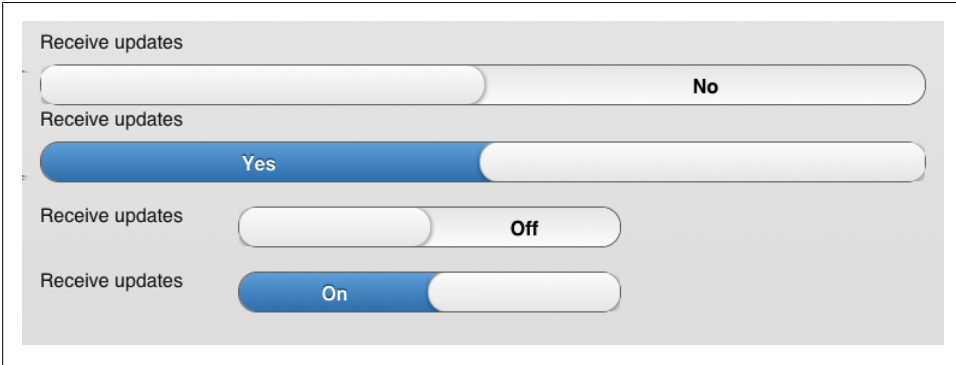 Receive updates
No
Receive updates
Yes
Receive updates
Off
Receive updates
On